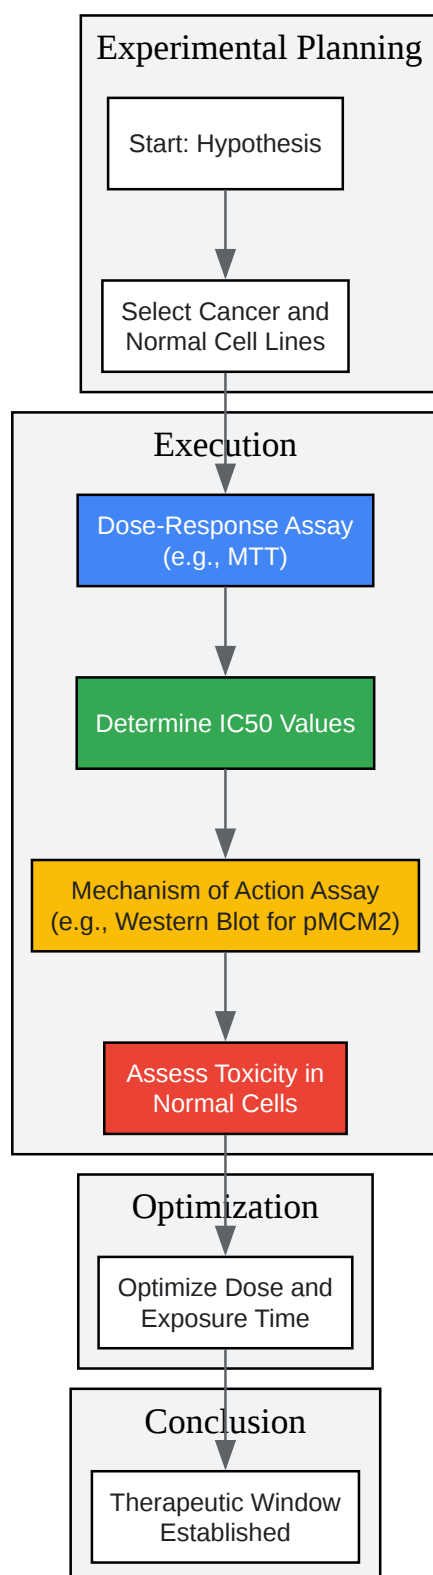 Experimental Planning
Start: Hypothesis
Select Cancer and
Normal Cell Lines
Execution
Dose-Response Assay
(e.g., MTT)
Determine IC50 Values
Mechanism of Action Assay
(e.g., Western Blot for pMCM2)
Assess Toxicity in
Normal Cells
Optimization
Optimize Dose and
Exposure Time
Conclusion
Therapeutic Window
Established